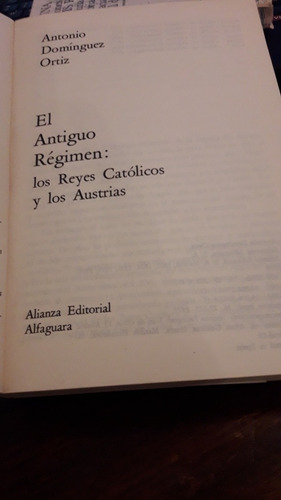 Antonio
Domínguez
Ortiz
El
Antiguo
Régimen:
los Reyes Católicos
y los Austrias
Alianza Editorial
Alfaguara